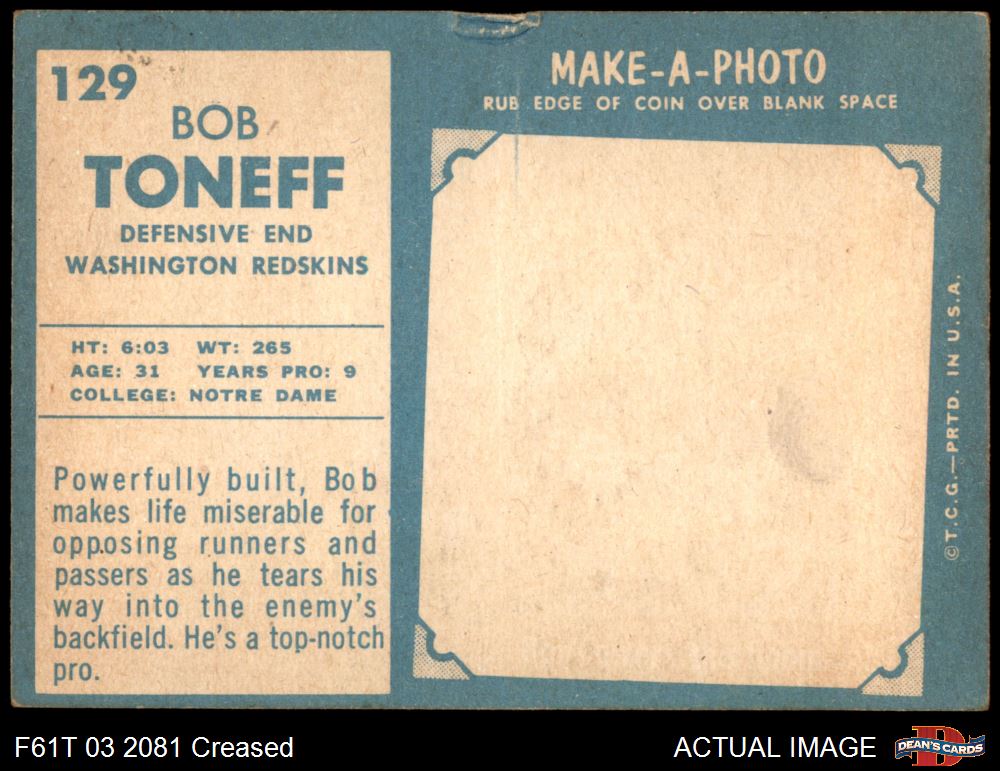 129
BOB
TONEFF
DEFENSIVE END
WASHINGTON REDSKINS
HT: 6:03 WT: 265
AGE: 31 YEARS PRO: 9
COLLEGE: NOTRE DAME
Powerfully built, Bob
makes life miserable for
opposing runners and
passers as he tears his
way into the enemy's
backfield. He's a top-notch
pro.
MAKE-A-PHOTO
RUB EDGE OF COIN OVER BLANK SPACE
©T.C.G.—PRTD. IN U.S.A.
F61T 03 2081 Creased
ACTUAL IMAGE
DEAN'S CARDS